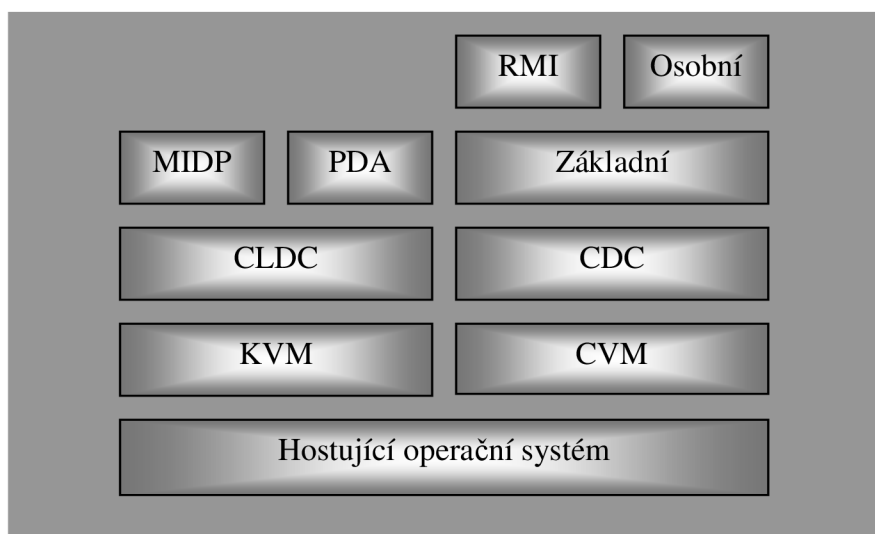 RMI Osobní
MIDP PDA Základní
CLDC CDC
KVM CVM
Hostující operační systém